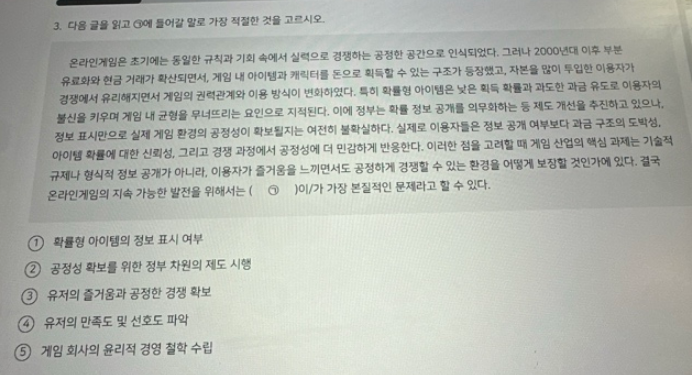 3. 다음 글을 읽고 ㉠에 들어갈 말로 가장 적절한 것을 고르시오.
온라인게임은 초기에는 동일한 규칙과 기회 속에서 실력으로 경쟁하는 공정한 공간으로 인식되었다. 그러나 2000년대 이후 부분
유료화와 현금 거래가 확산되면서, 게임 내 아이템과 캐릭터를 돈으로 획득할 수 있는 구조가 등장했고, 자본을 많이 투입한 이용자가
경쟁에서 유리해지면서 게임의 권력관계와 이용 방식이 변화하였다. 특히 확률형 아이템은 낮은 획득 확률과 과도한 과금 유도로 이용자의
불신을 키우며 게임 내 균형을 무너뜨리는 요인으로 지적된다. 이에 정부는 확률 정보 공개를 의무화하는 등 제도 개선을 추진하고 있으나,
정보 표시만으로 실제 게임 환경의 공정성이 확보될지는 여전히 불확실하다. 실제로 이용자들은 정보 공개 여부보다 과금 구조의 도박성,
아이템 확률에 대한 신뢰성, 그리고 경쟁 과정에서 공정성에 더 민감하게 반응한다. 이러한 점을 고려할 때 게임 산업의 핵심 과제는 기술적
규제나 형식적 정보 공개가 아니라, 이용자가 즐거움을 느끼면서도 공정하게 경쟁할 수 있는 환경을 어떻게 보장할 것인가에 있다. 결국
온라인게임의 지속 가능한 발전을 위해서는 ( ㉠ )이/가 가장 본질적인 문제라고 할 수 있다.
① 확률형 아이템의 정보 표시 여부
② 공정성 확보를 위한 정부 차원의 제도 시행
③ 유저의 즐거움과 공정한 경쟁 확보
④ 유저의 만족도 및 선호도 파악
⑤ 게임 회사의 윤리적 경영 철학 수립